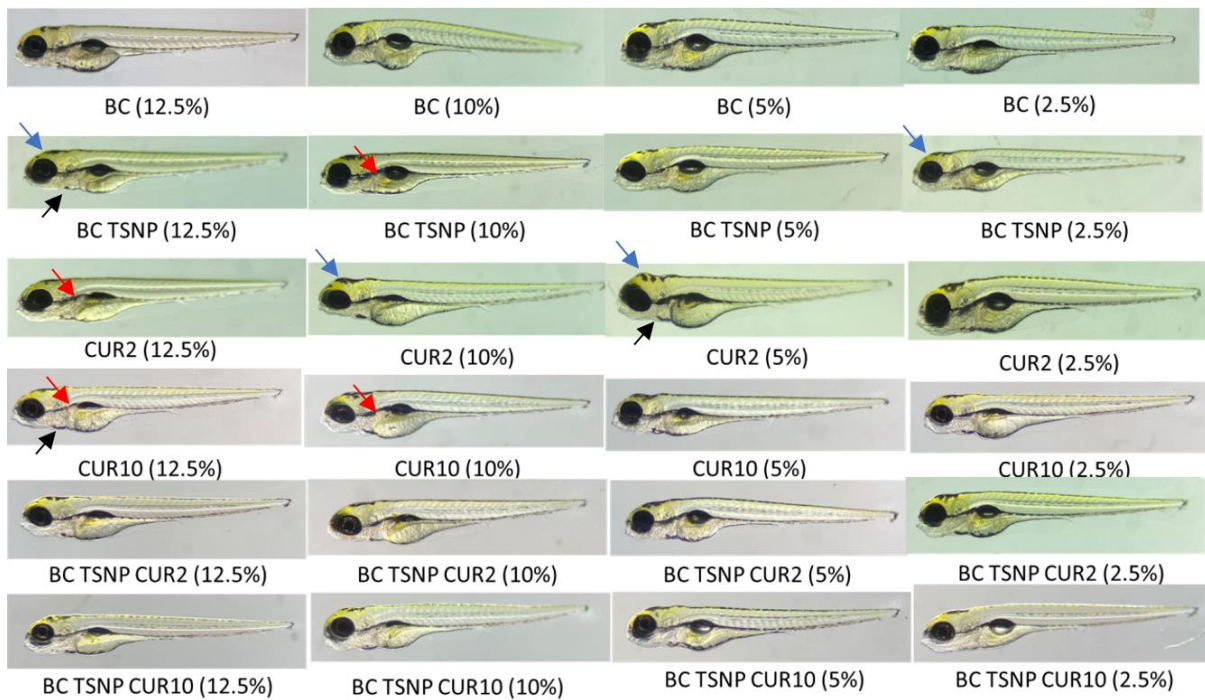 BC (12.5%)
BC (10%)
BC (5%)
BC (2.5%)
BC TSNP (12.5%)
BC TSNP (10%)
BC TSNP (5%)
BC TSNP (2.5%)
CUR2 (12.5%)
CUR2 (10%)
CUR2 (5%)
CUR2 (2.5%)
CUR10 (12.5%)
CUR10 (10%)
CUR10 (5%)
CUR10 (2.5%)
BC TSNP CUR2 (12.5%)
BC TSNP CUR2 (10%)
BC TSNP CUR2 (5%)
BC TSNP CUR2 (2.5%)
BC TSNP CUR10 (12.5%)
BC TSNP CUR10 (10%)
BC TSNP CUR10 (5%)
BC TSNP CUR10 (2.5%)